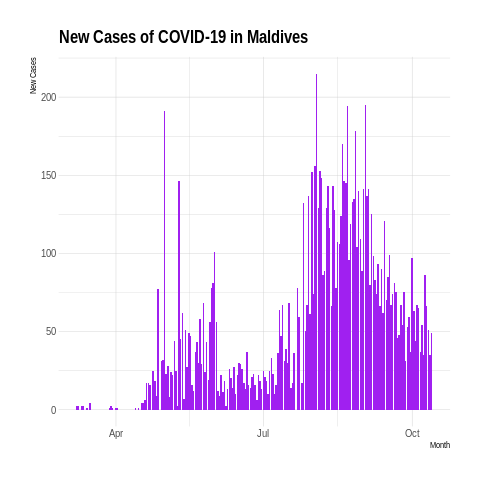 New Cases of COVID-19 in Maldives
New Cases
200
150
100
50
0
Apr
Jul
Oct
Month